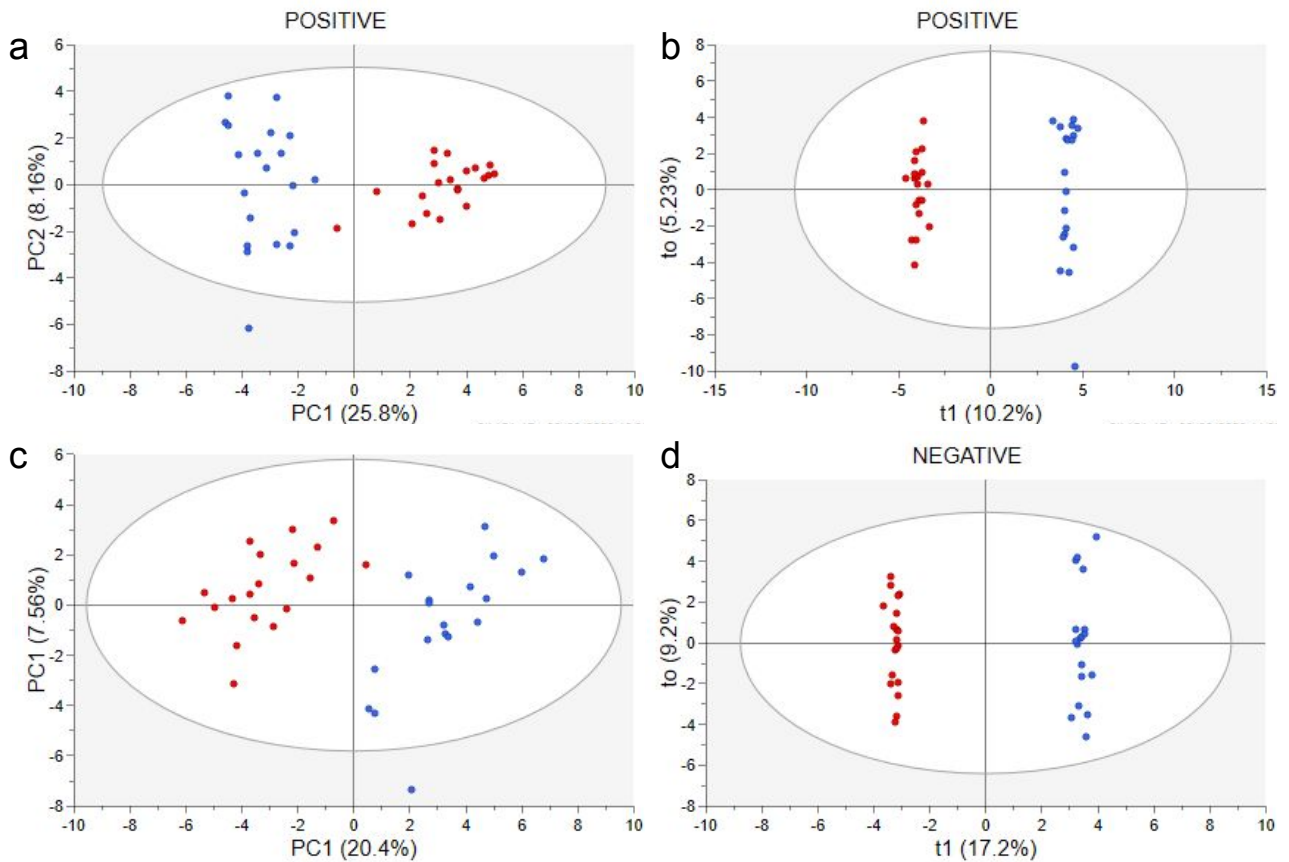 POSITIVE
a
6
4
2
0
-2
-4
-6
-8
PC2 (8.16%)
-10 -8 -6 -4 -2 0 2 4 6 8 10
PC1 (25.8%)
POSITIVE
b
8
6
4
2
0
-2
-4
-6
-8
-10
to (5.23%)
-15 -10 -5 0 5 10 15
t1 (10.2%)
c
6
4
2
0
-2
-4
-6
-8
PC1 (7.56%)
-10 -8 -6 -4 -2 0 2 4 6 8 10
PC1 (20.4%)
NEGATIVE
d
8
6
4
2
0
-2
-4
-6
-8
to (9.2%)
-10 -8 -6 -4 -2 0 2 4 6 8 10
t1 (17.2%)